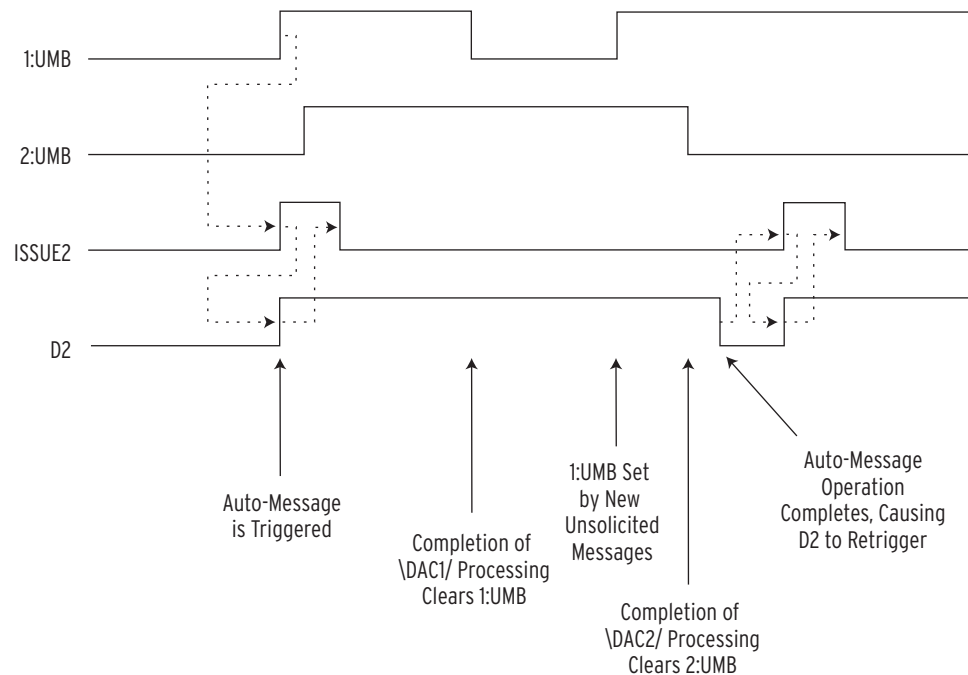 1:UMB
2:UMB
ISSUE2
D2
Auto-Message
is Triggered
Completion of
\DAC1/ Processing
Clears 1:UMB
1:UMB Set
by New
Unsolicited
Messages
Completion of
\DAC2/ Processing
Clears 2:UMB
Auto-Message
Operation
Completes, Causing
D2 to Retrigger